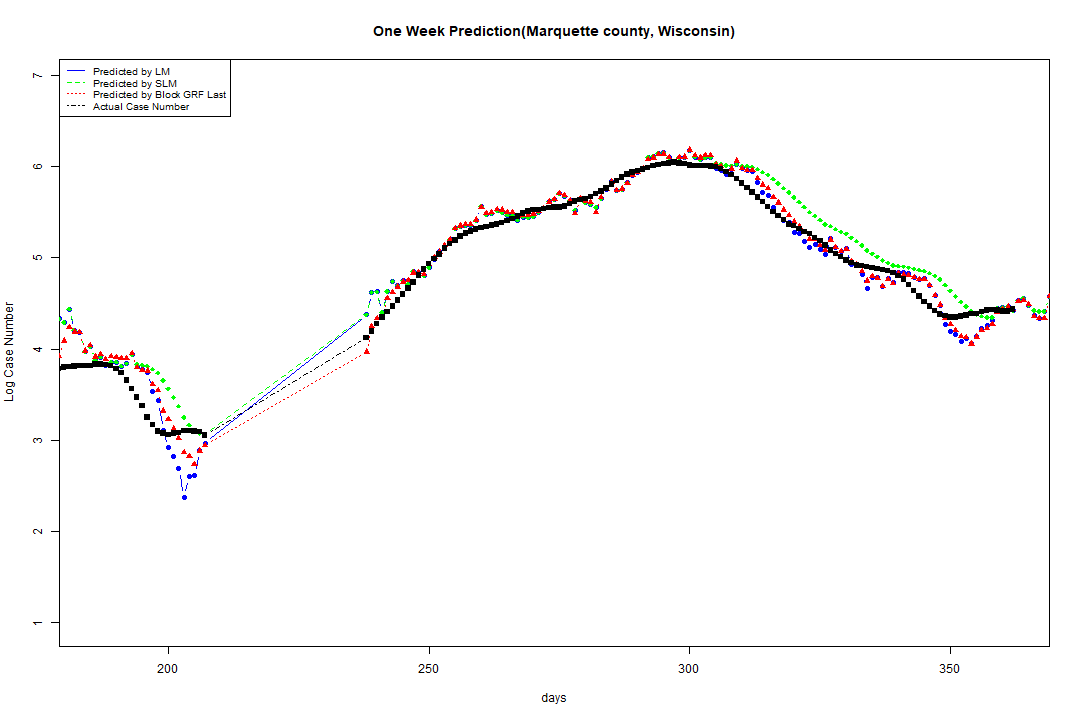 One Week Prediction(Marquette county, Wisconsin)
Predicted by LM
Predicted by SLM
Predicted by Block GRF Last
Actual Case Number
Log Case Number
7
6
5
4
3
2
1
200 250 300 350
days